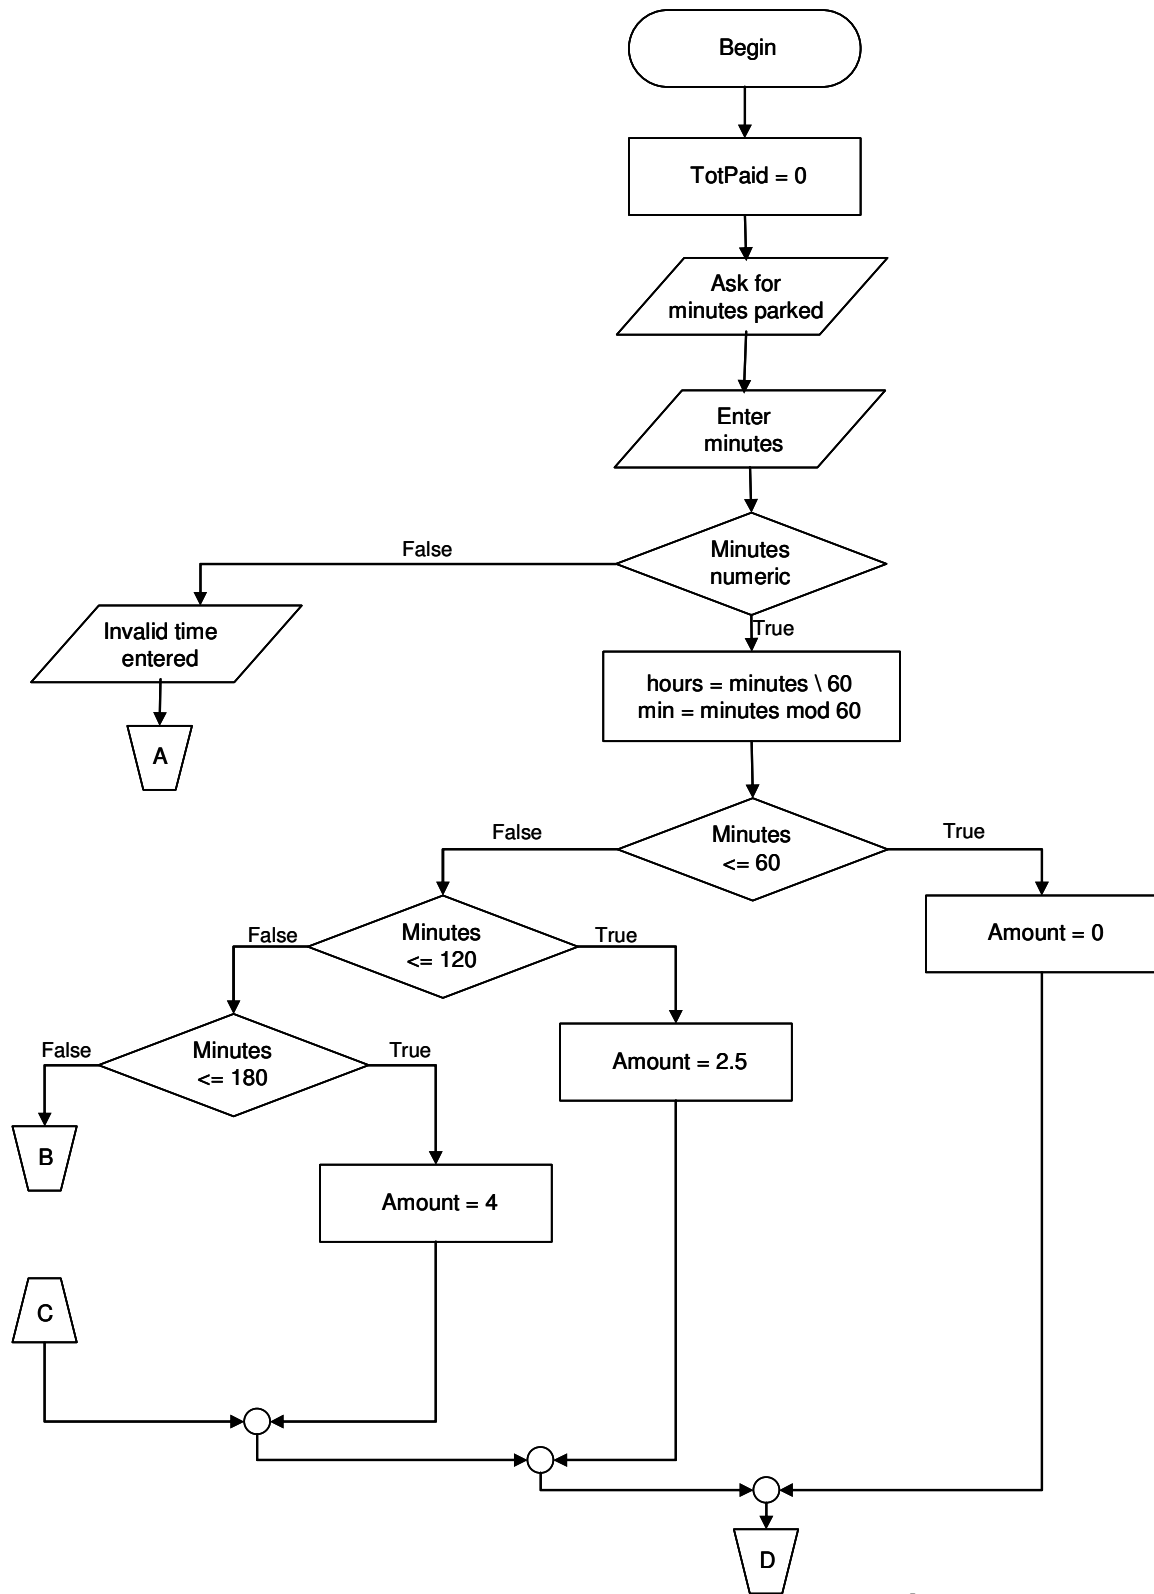 Begin
TotPaid = 0
Ask for
minutes parked
Enter
minutes
Minutes
numeric
False
True
Invalid time
entered
A
hours = minutes \ 60
min = minutes mod 60
Minutes
<= 60
False
True
Amount = 0
Minutes
<= 120
False
True
Amount = 2.5
Minutes
<= 180
False
True
B
Amount = 4
C
D